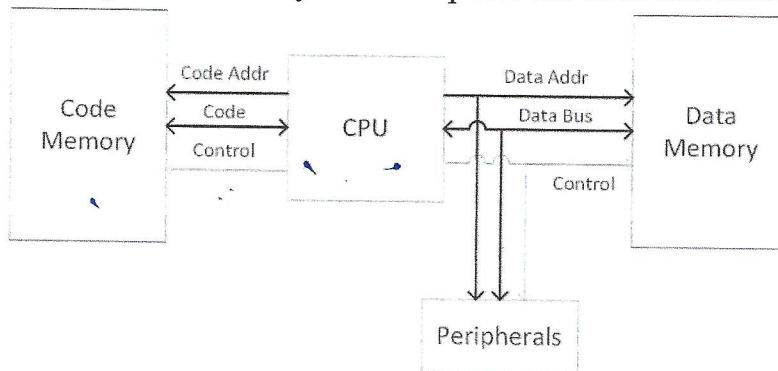 Code Addr
Data Addr
Code
Memory
Code
CPU
Data Bus
Data
Memory
Control
Control
Peripherals